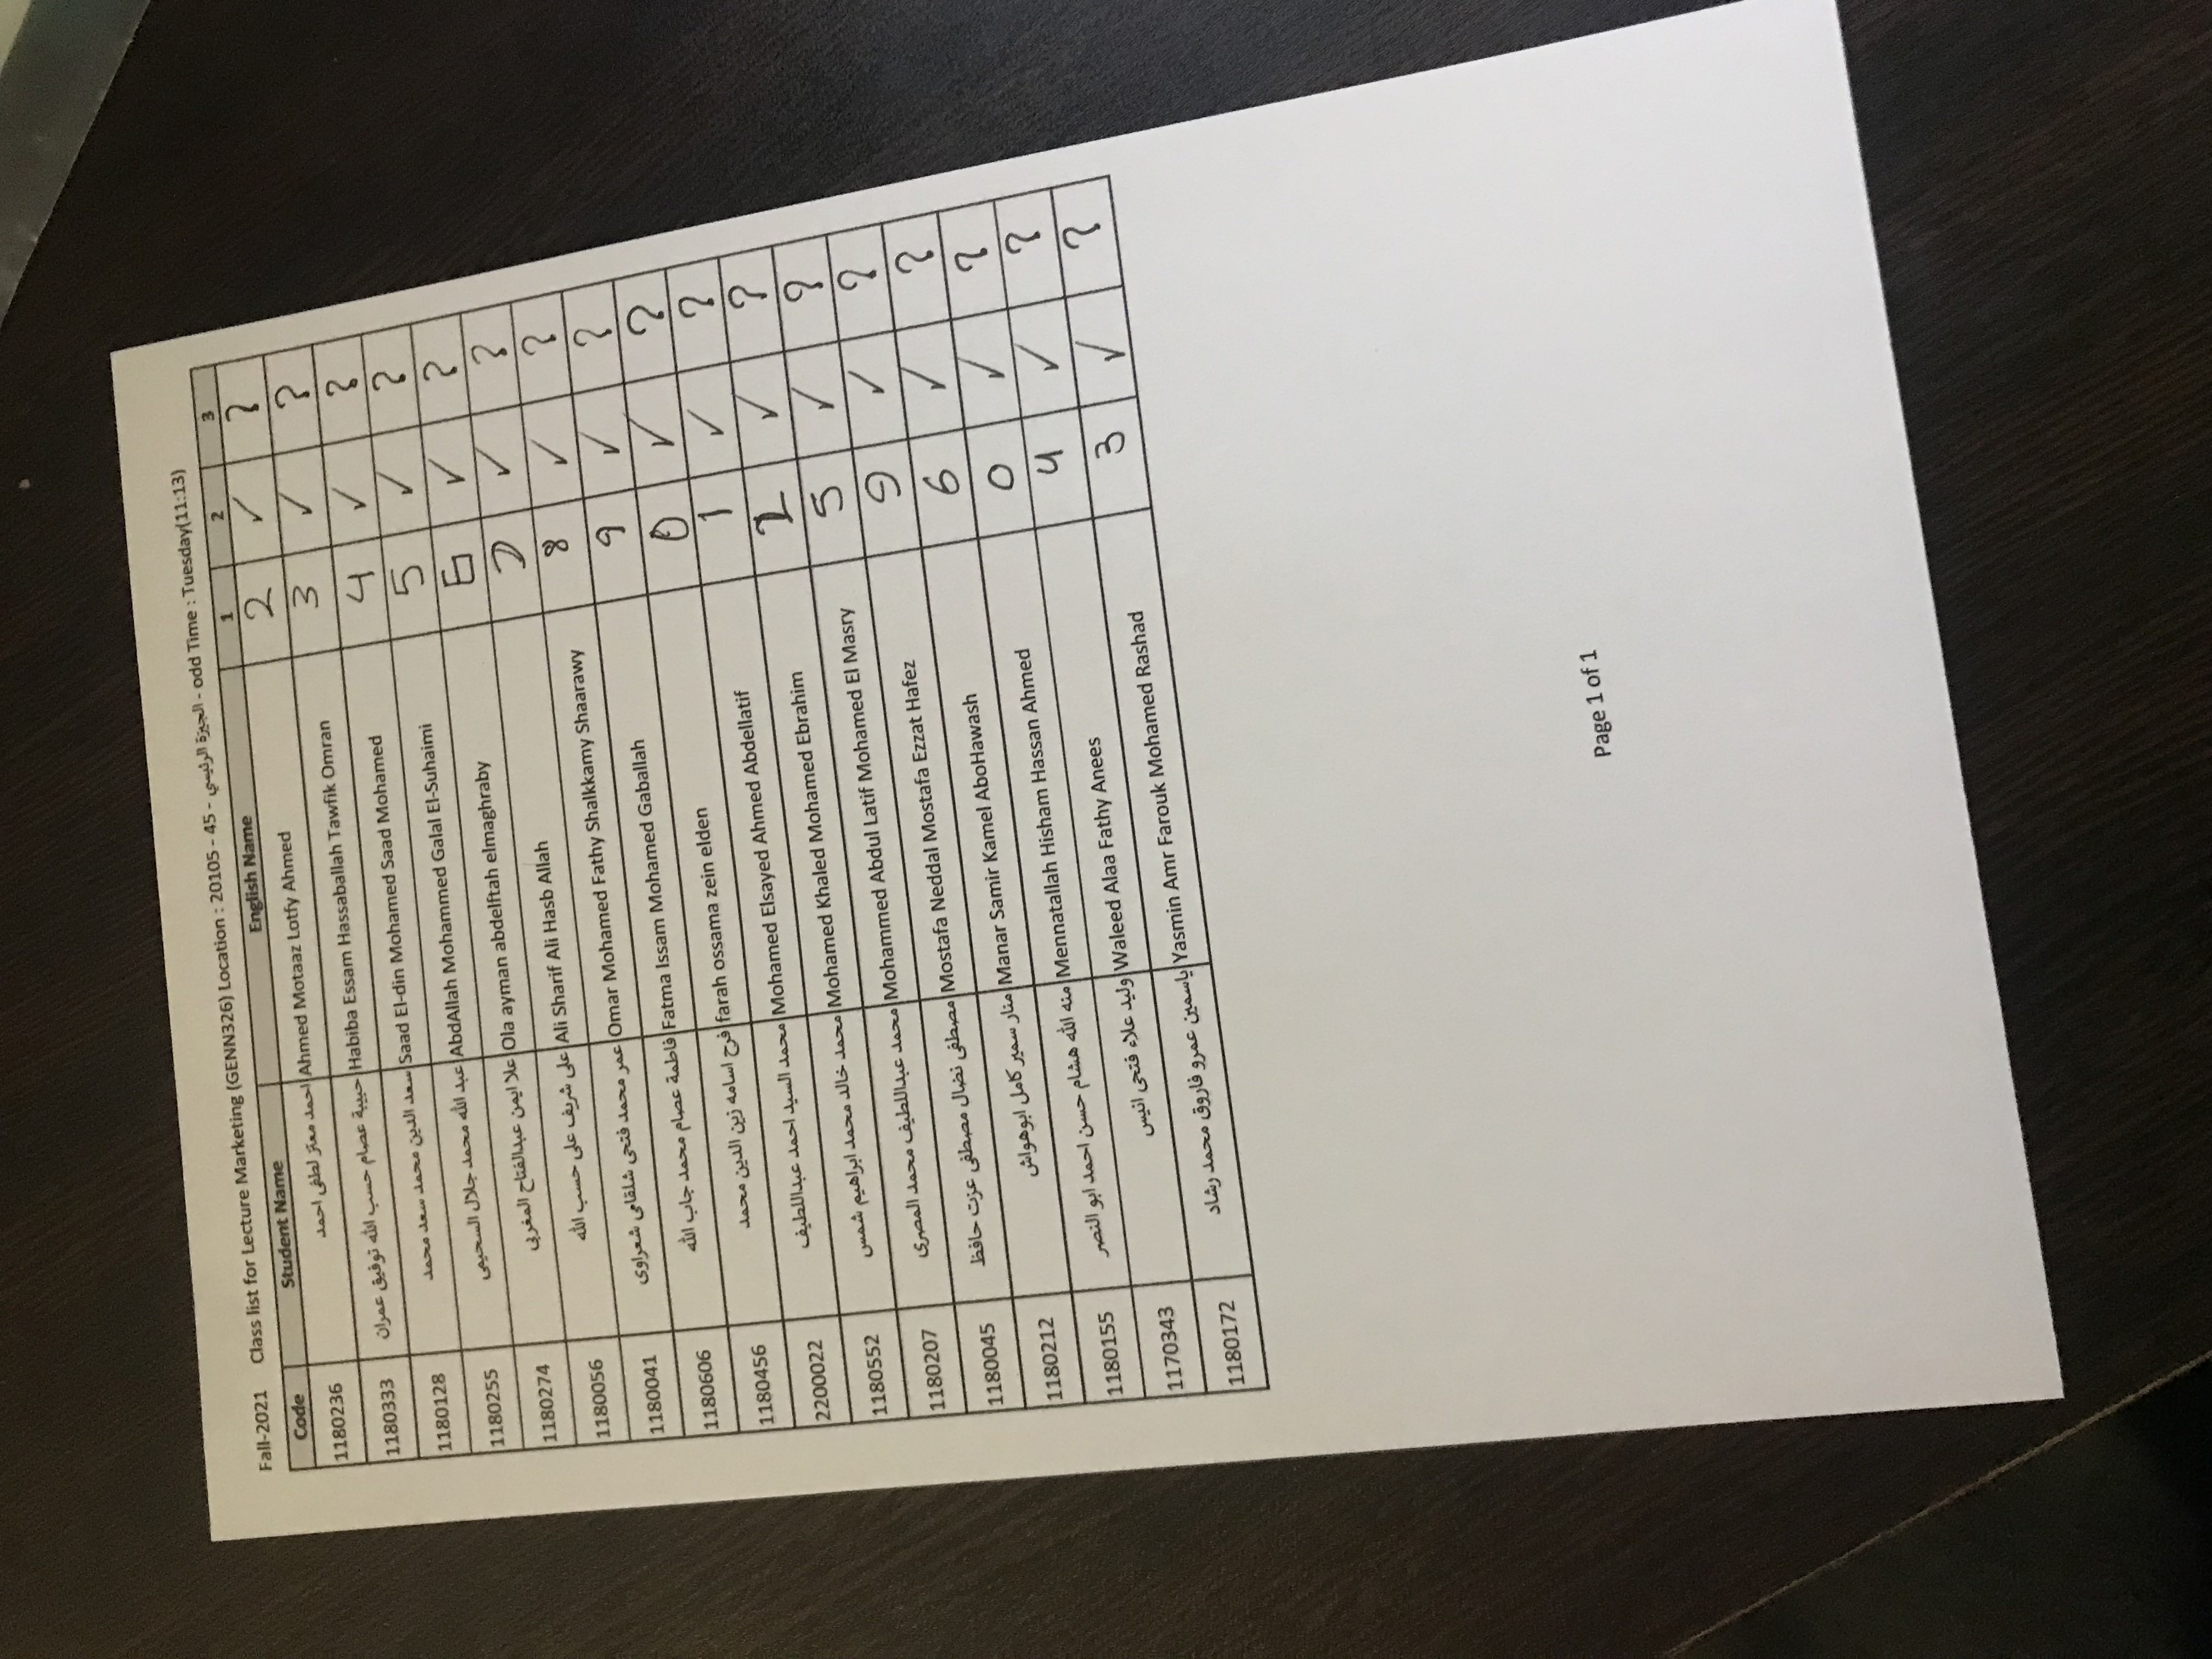 Fall-2021 Class list for Lecture Marketing (GENN326) Location : 20105 - 45 - الجيزة الرئيسي - odd Time : Tuesday(11:13)
Code Student Name English Name 1 2 3
1180236 احمد معتز لطفى احمد Ahmed Motaaz Lotfy Ahmed 2 ✓ ?
1180333 حبيبة عصام حسب الله توفيق عمران Habiba Essam Hassaballah Tawfik Omran 3 ✓ ?
1180128 سعد الدين محمد سعد محمد Saad El-din Mohamed Saad Mohamed 4 ✓ ?
1180255 عبد الله محمد جلال السحيمى AbdAllah Mohammed Galal El-Suhaimi 5 ✓ ?
1180274 علا ايمن عبدالفتاح المغربى Ola ayman abdelftah elmaghraby 6 ✓ ?
1180056 على شريف على حسب الله Ali Sharif Ali Hasb Allah 7 ✓ ?
1180041 عمر محمد فتحى شلقامى شعراوى Omar Mohamed Fathy Shalkkamy Shaarawy 8 ✓ ?
1180606 فاطمة عصام محمد جاب الله Fatma Issam Mohamed Gaballah 9 ✓ ?
1180456 فرح اسامه زين الدين محمد farah ossama zein elden 0 ✓ ?
2200022 محمد السيد احمد عبداللطيف Mohamed Elsayed Ahmed Abdellatif 1 ✓ ?
1180552 محمد خالد محمد ابراهيم شمس Mohamed Khaled Mohamed Ebrahim ✓ ?
1180207 محمد عبداللطيف محمد المصرى Mohammed Abdul Latif Mohamed El Masry 5 ✓ ?
1180045 مصطفى نضال مصطفى عزت حافظ Mostafa Neddal Mostafa Ezzat Hafez 9 ✓ ?
1180212 منار سمير كامل ابوهواش Manar Samir Kamel AboHawash 6 ✓ ?
1180155 منه الله هشام حسن احمد ابو النصر Mennatallah Hisham Hassan Ahmed 0 ✓ ?
1170343 وليد علاء فتحى انيس Waleed Alaa Fathy Anees 4 ✓ ?
1180172 ياسمين عمرو فاروق محمد رشاد Yasmin Amr Farouk Mohamed Rashad 3 ✓ ?
Page 1 of 1